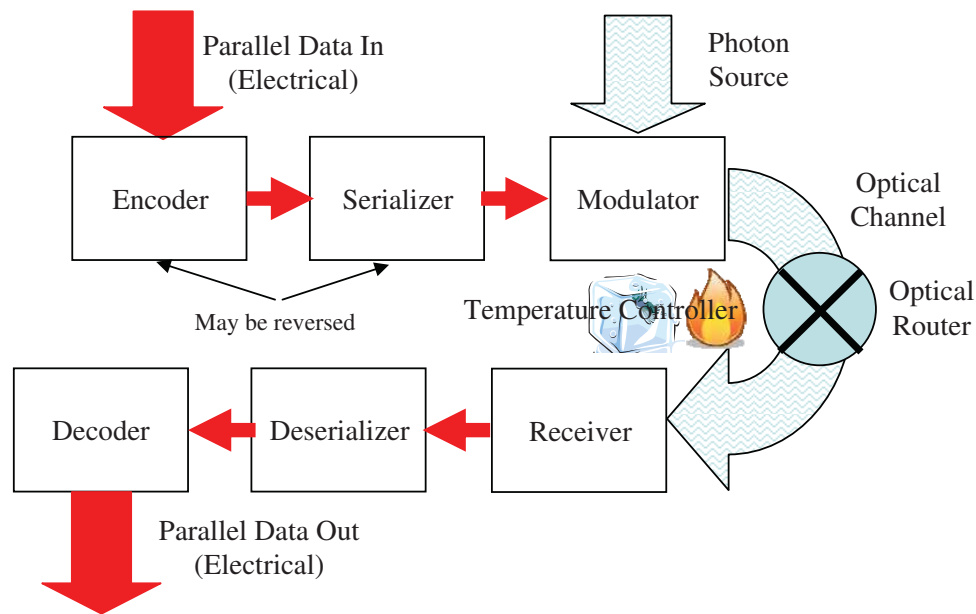 Parallel Data In
(Electrical)
Photon
Source
Encoder
Serializer
Modulator
Optical
Channel
May be reversed
Temperature Controller
Optical
Router
Decoder
Deserializer
Receiver
Parallel Data Out
(Electrical)